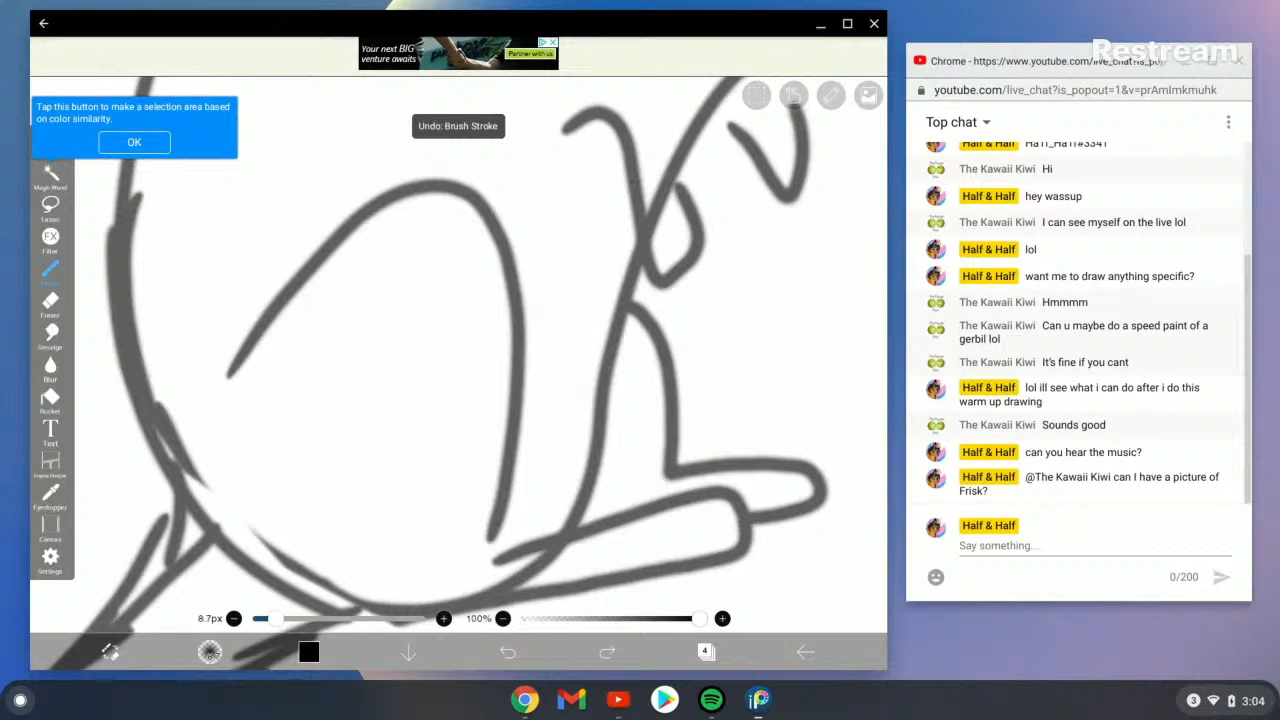 Your next BIG
venture awaits
Partner with us
Tap this button to make a selection area based
on color similarity.
OK
Undo: Brush Stroke
MagicWand
Lasso
FX
Filter
Eraser
Smudge
Blur
Bucket
T
Text
Eyedropper
Canvas
Settings
8.7px
100%
4
Restream
Chrome - https://www.youtube.com/live_chat?is_po
youtube.com/live_chat?is_popout=1&v=prAmImkmuhk
Top chat
Half & Half Ha1f_Ha1f#3341
The Kawaii Kiwi Hi
Half & Half hey wassup
The Kawaii Kiwi I can see myself on the live lol
Half & Half lol
Half & Half want me to draw anything specific?
The Kawaii Kiwi Hmmmm
The Kawaii Kiwi Can u maybe do a speed paint of a
gerbil lol
The Kawaii Kiwi It's fine if you cant
Half & Half lol ill see what i can do after i do this
warm up drawing
The Kawaii Kiwi Sounds good
Half & Half can you hear the music?
Half & Half @The Kawaii Kiwi can I have a picture of
Frisk?
Half & Half
Say something...
0/200
3
3:04